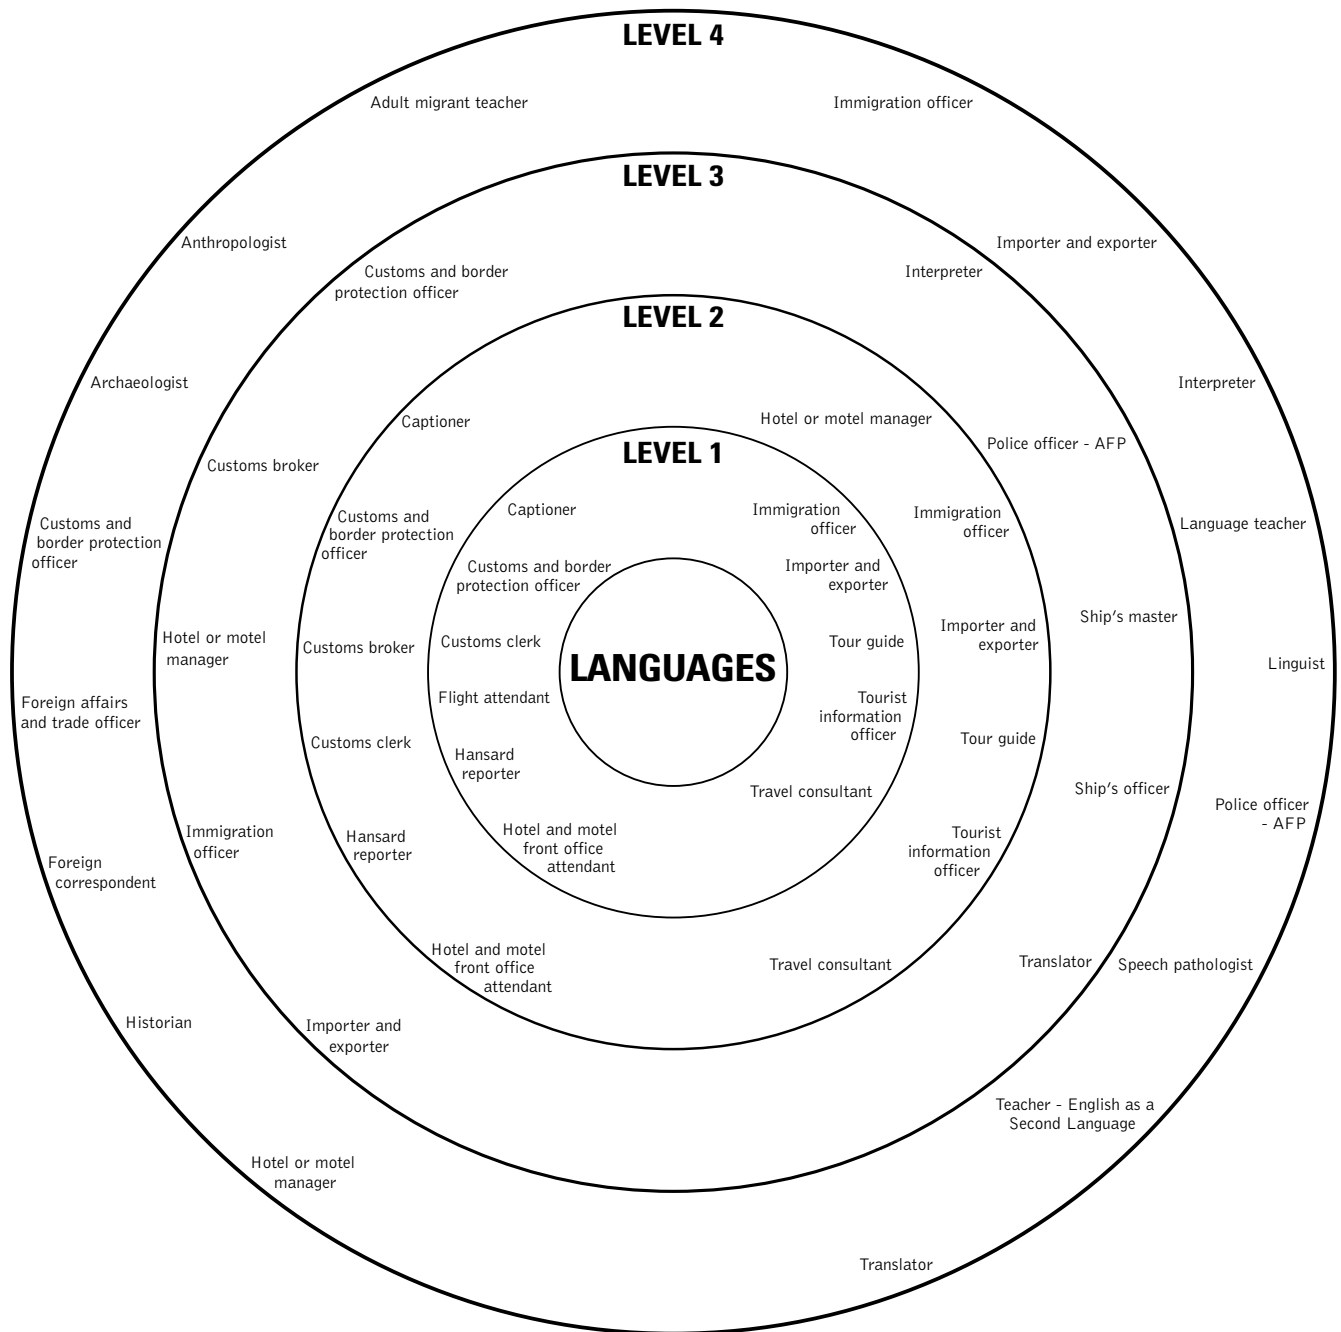 LEVEL 4
Adult migrant teacher
Immigration officer
Anthropologist
Importer and exporter
Archaeologist
Interpreter
Customs and
border protection
officer
Language teacher
Foreign affairs
and trade officer
Linguist
Foreign
correspondent
Police officer
- AFP
Historian
Speech pathologist
Hotel or motel
manager
Teacher - English as a
Second Language
Translator
LEVEL 3
Customs and border
protection officer
Interpreter
Customs broker
Police officer - AFP
Hotel or motel
manager
Ship's master
Immigration
officer
Ship's officer
Importer and
exporter
Translator
LEVEL 2
Captioner
Hotel or motel manager
Customs and
border protection
officer
Immigration
officer
Customs broker
Importer and
exporter
Customs clerk
Tour guide
Hansard
reporter
Tourist
information
officer
Hotel and motel
front office
attendant
Travel consultant
LEVEL 1
Captioner
Immigration
officer
Customs and border
protection officer
Importer and
exporter
Customs clerk
Tour guide
Flight attendant
Tourist
information
officer
Hansard
reporter
Travel consultant
Hotel and motel
front office
attendant
LANGUAGES